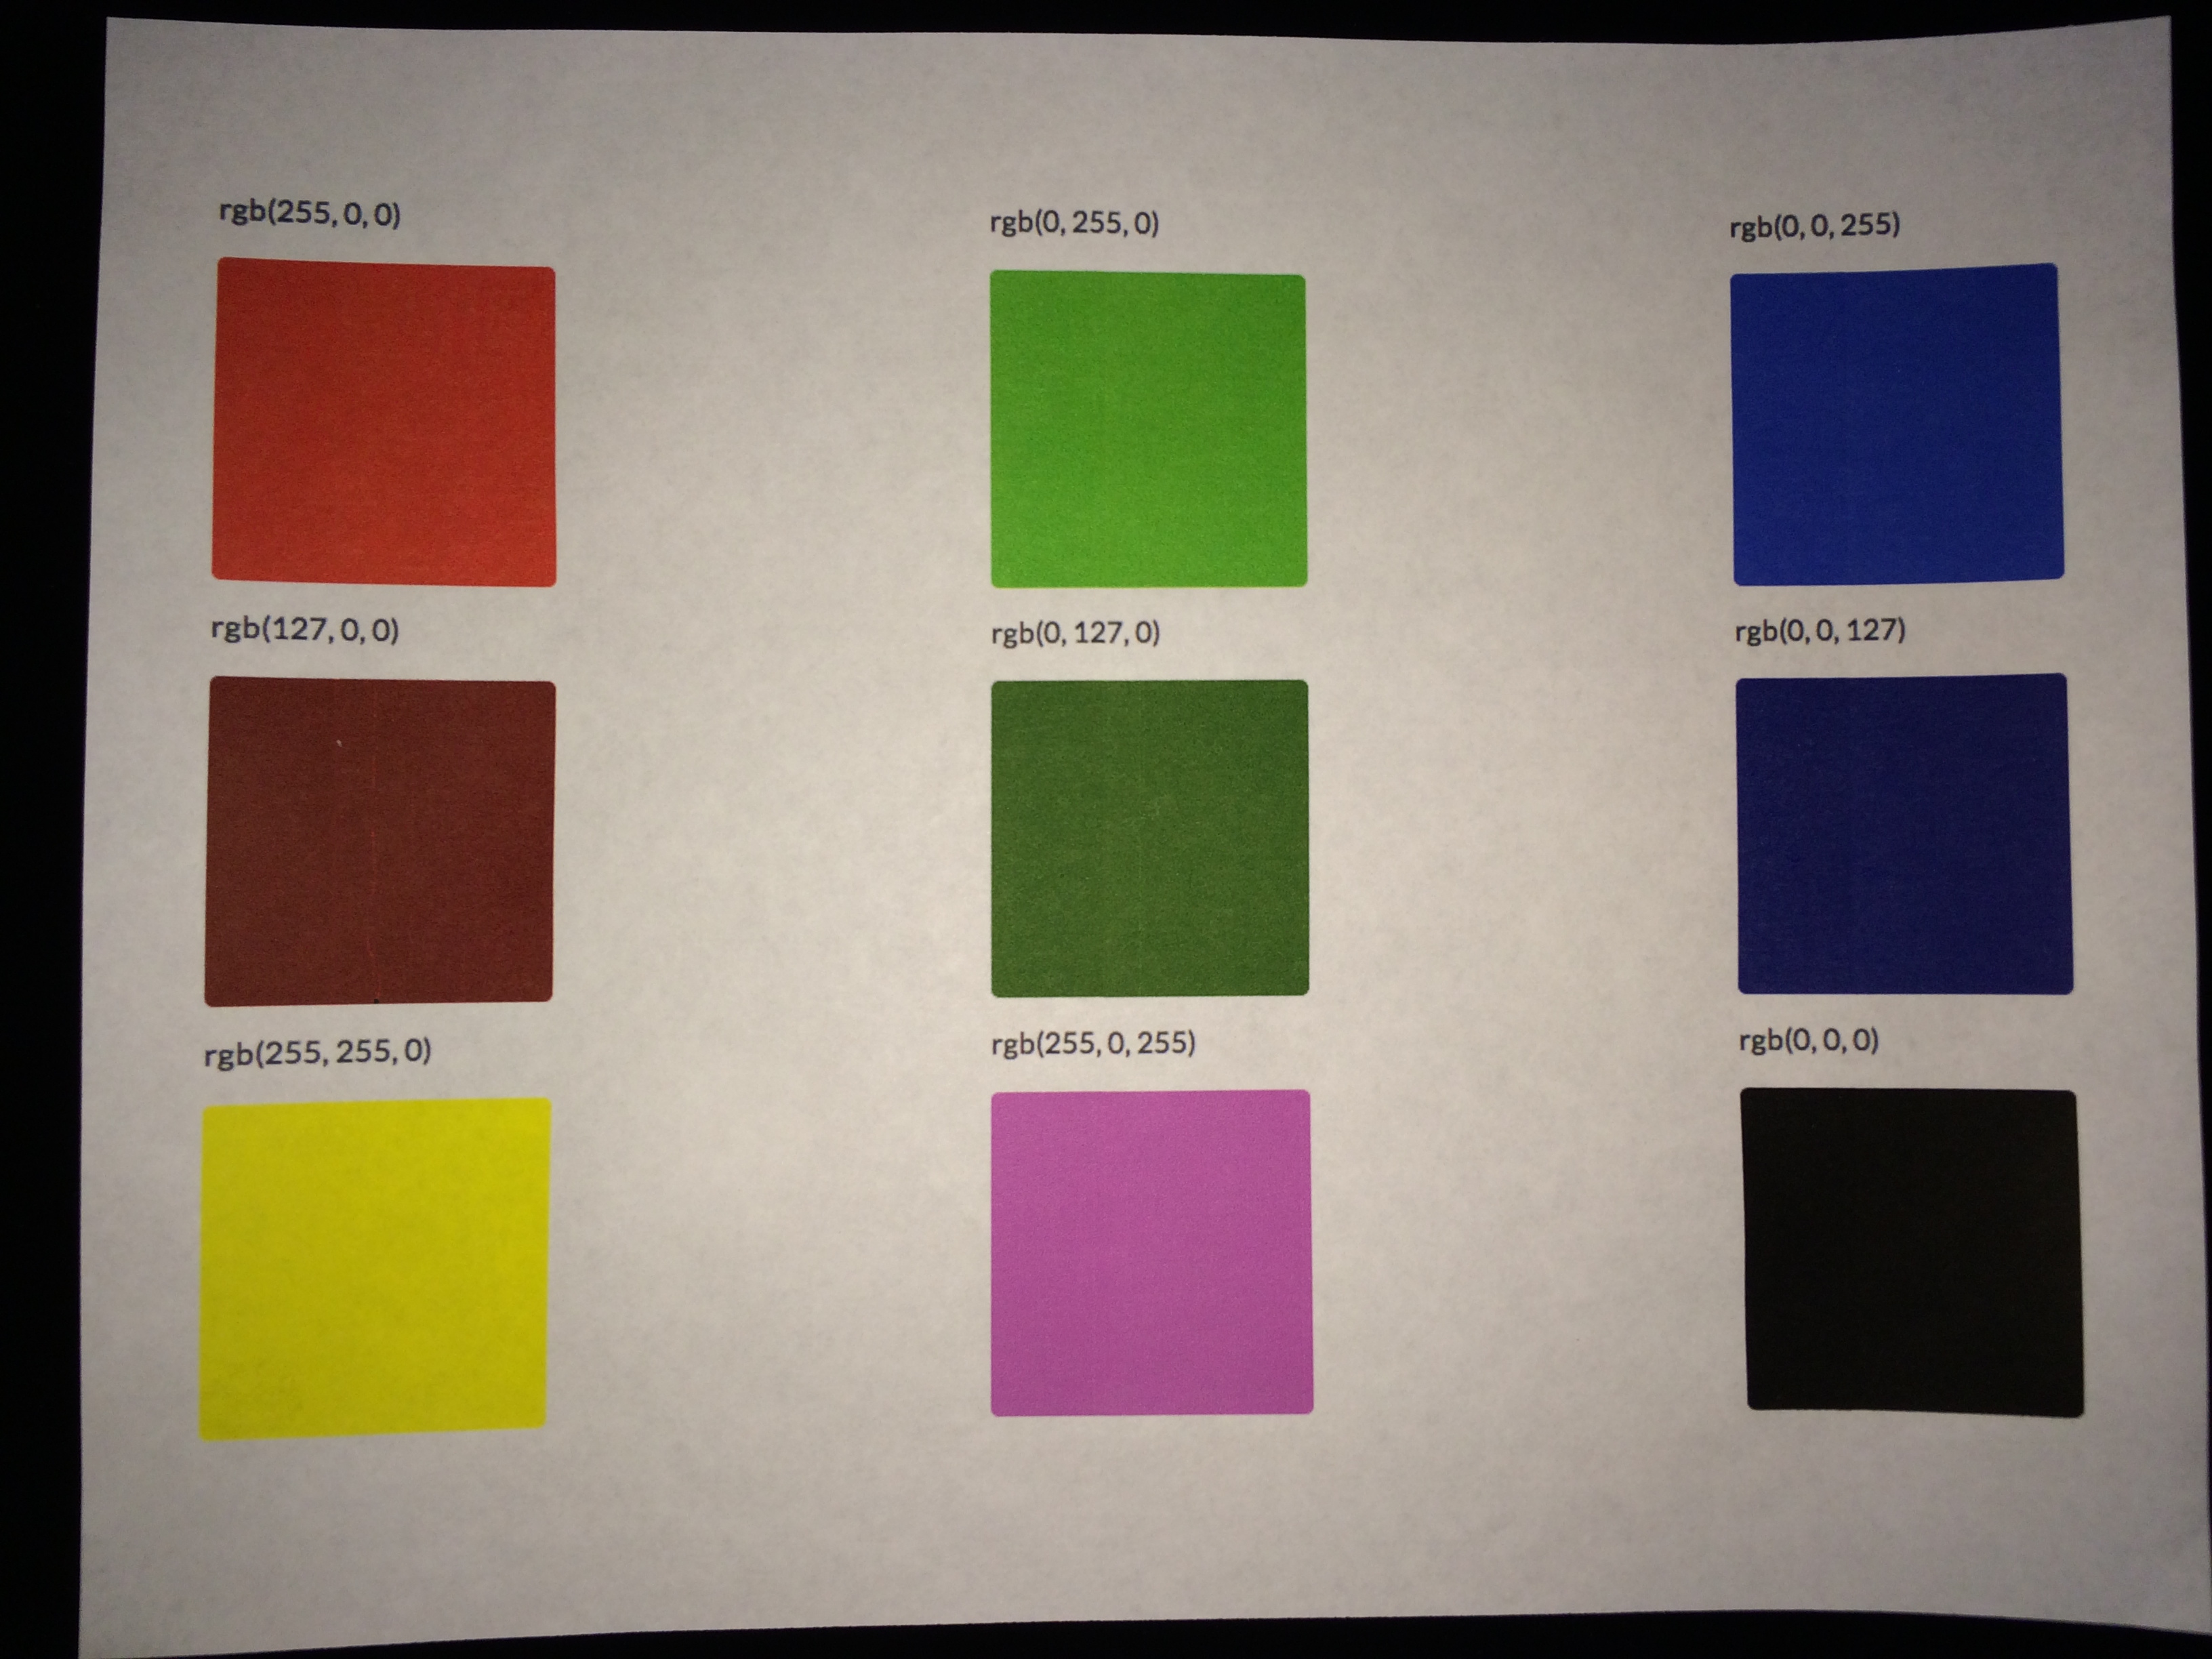 rgb(255, 0, 0)
rgb(0, 255, 0)
rgb(0, 0, 255)
rgb(127, 0, 0)
rgb(0, 127, 0)
rgb(0, 0, 127)
rgb(255, 255, 0)
rgb(255, 0, 255)
rgb(0, 0, 0)